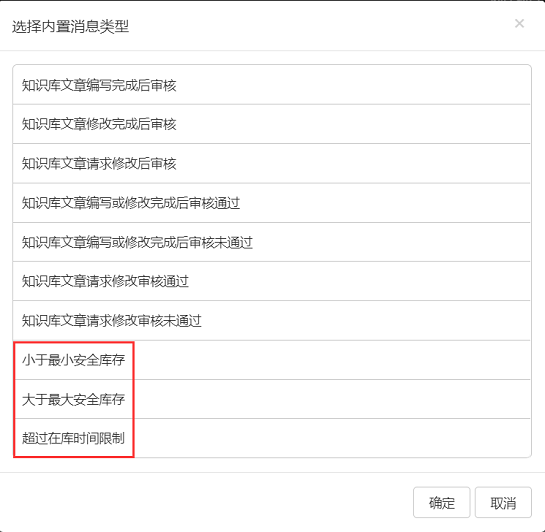 选择内置消息类型
×
知识库文章编写完成后审核
知识库文章修改完成后审核
知识库文章请求修改后审核
知识库文章编写或修改完成后审核通过
知识库文章编写或修改完成后审核未通过
知识库文章请求修改审核通过
知识库文章请求修改审核未通过
小于最小安全库存
大于最大安全库存
超过在库时间限制
确定 取消